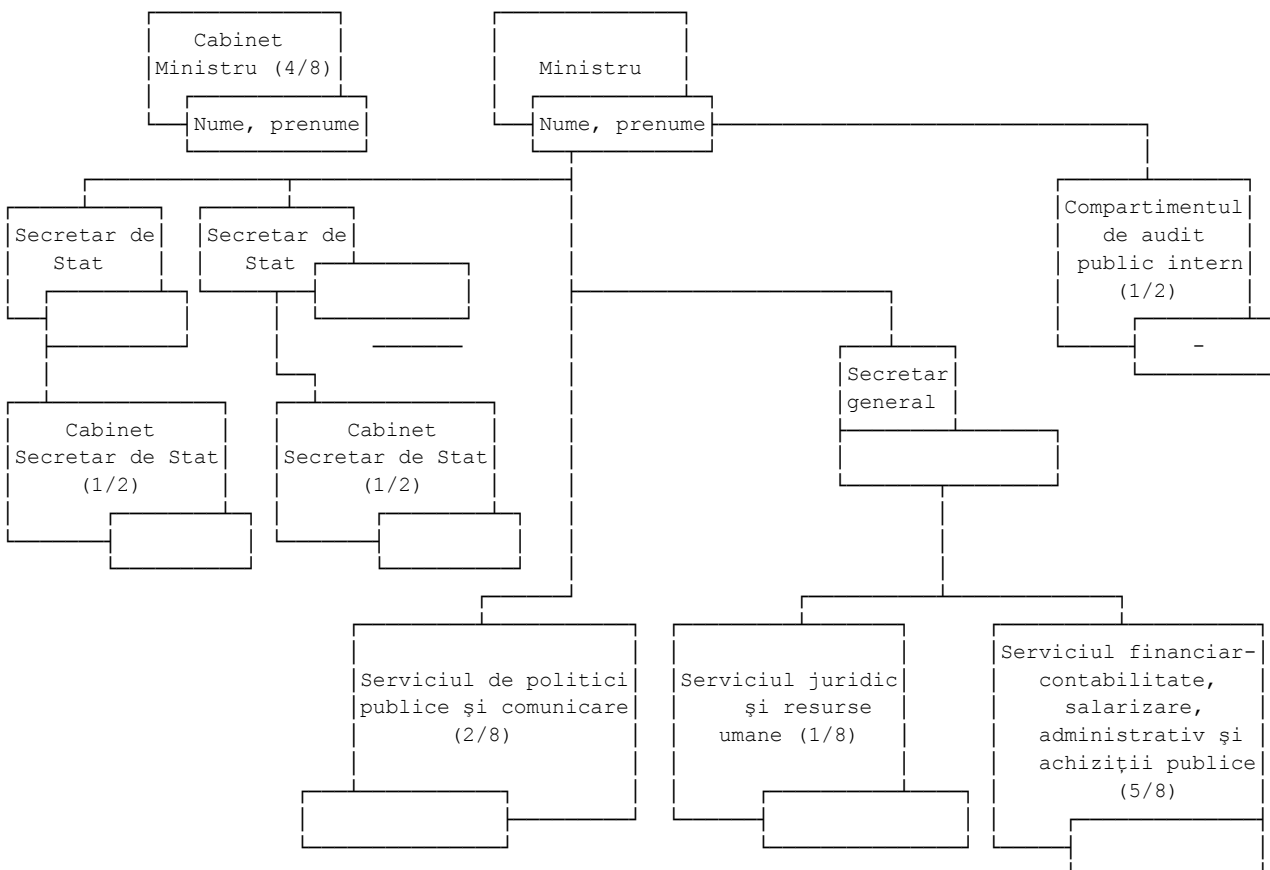 Cabinet
Ministru (4/8)
Ministru
Nume, prenume
Nume, prenume
Secretar de
Stat
Secretar de
Stat
Compartimentul
de audit
public intern
(1/2)
-
Secretar
general
Cabinet
Secretar de Stat
(1/2)
Cabinet
Secretar de Stat
(1/2)
Serviciul de politici
publice şi comunicare
(2/8)
Serviciul juridic
şi resurse
umane (1/8)
Serviciul financiar-
contabilitate,
salarizare,
administrativ şi
achiziţii publice
(5/8)